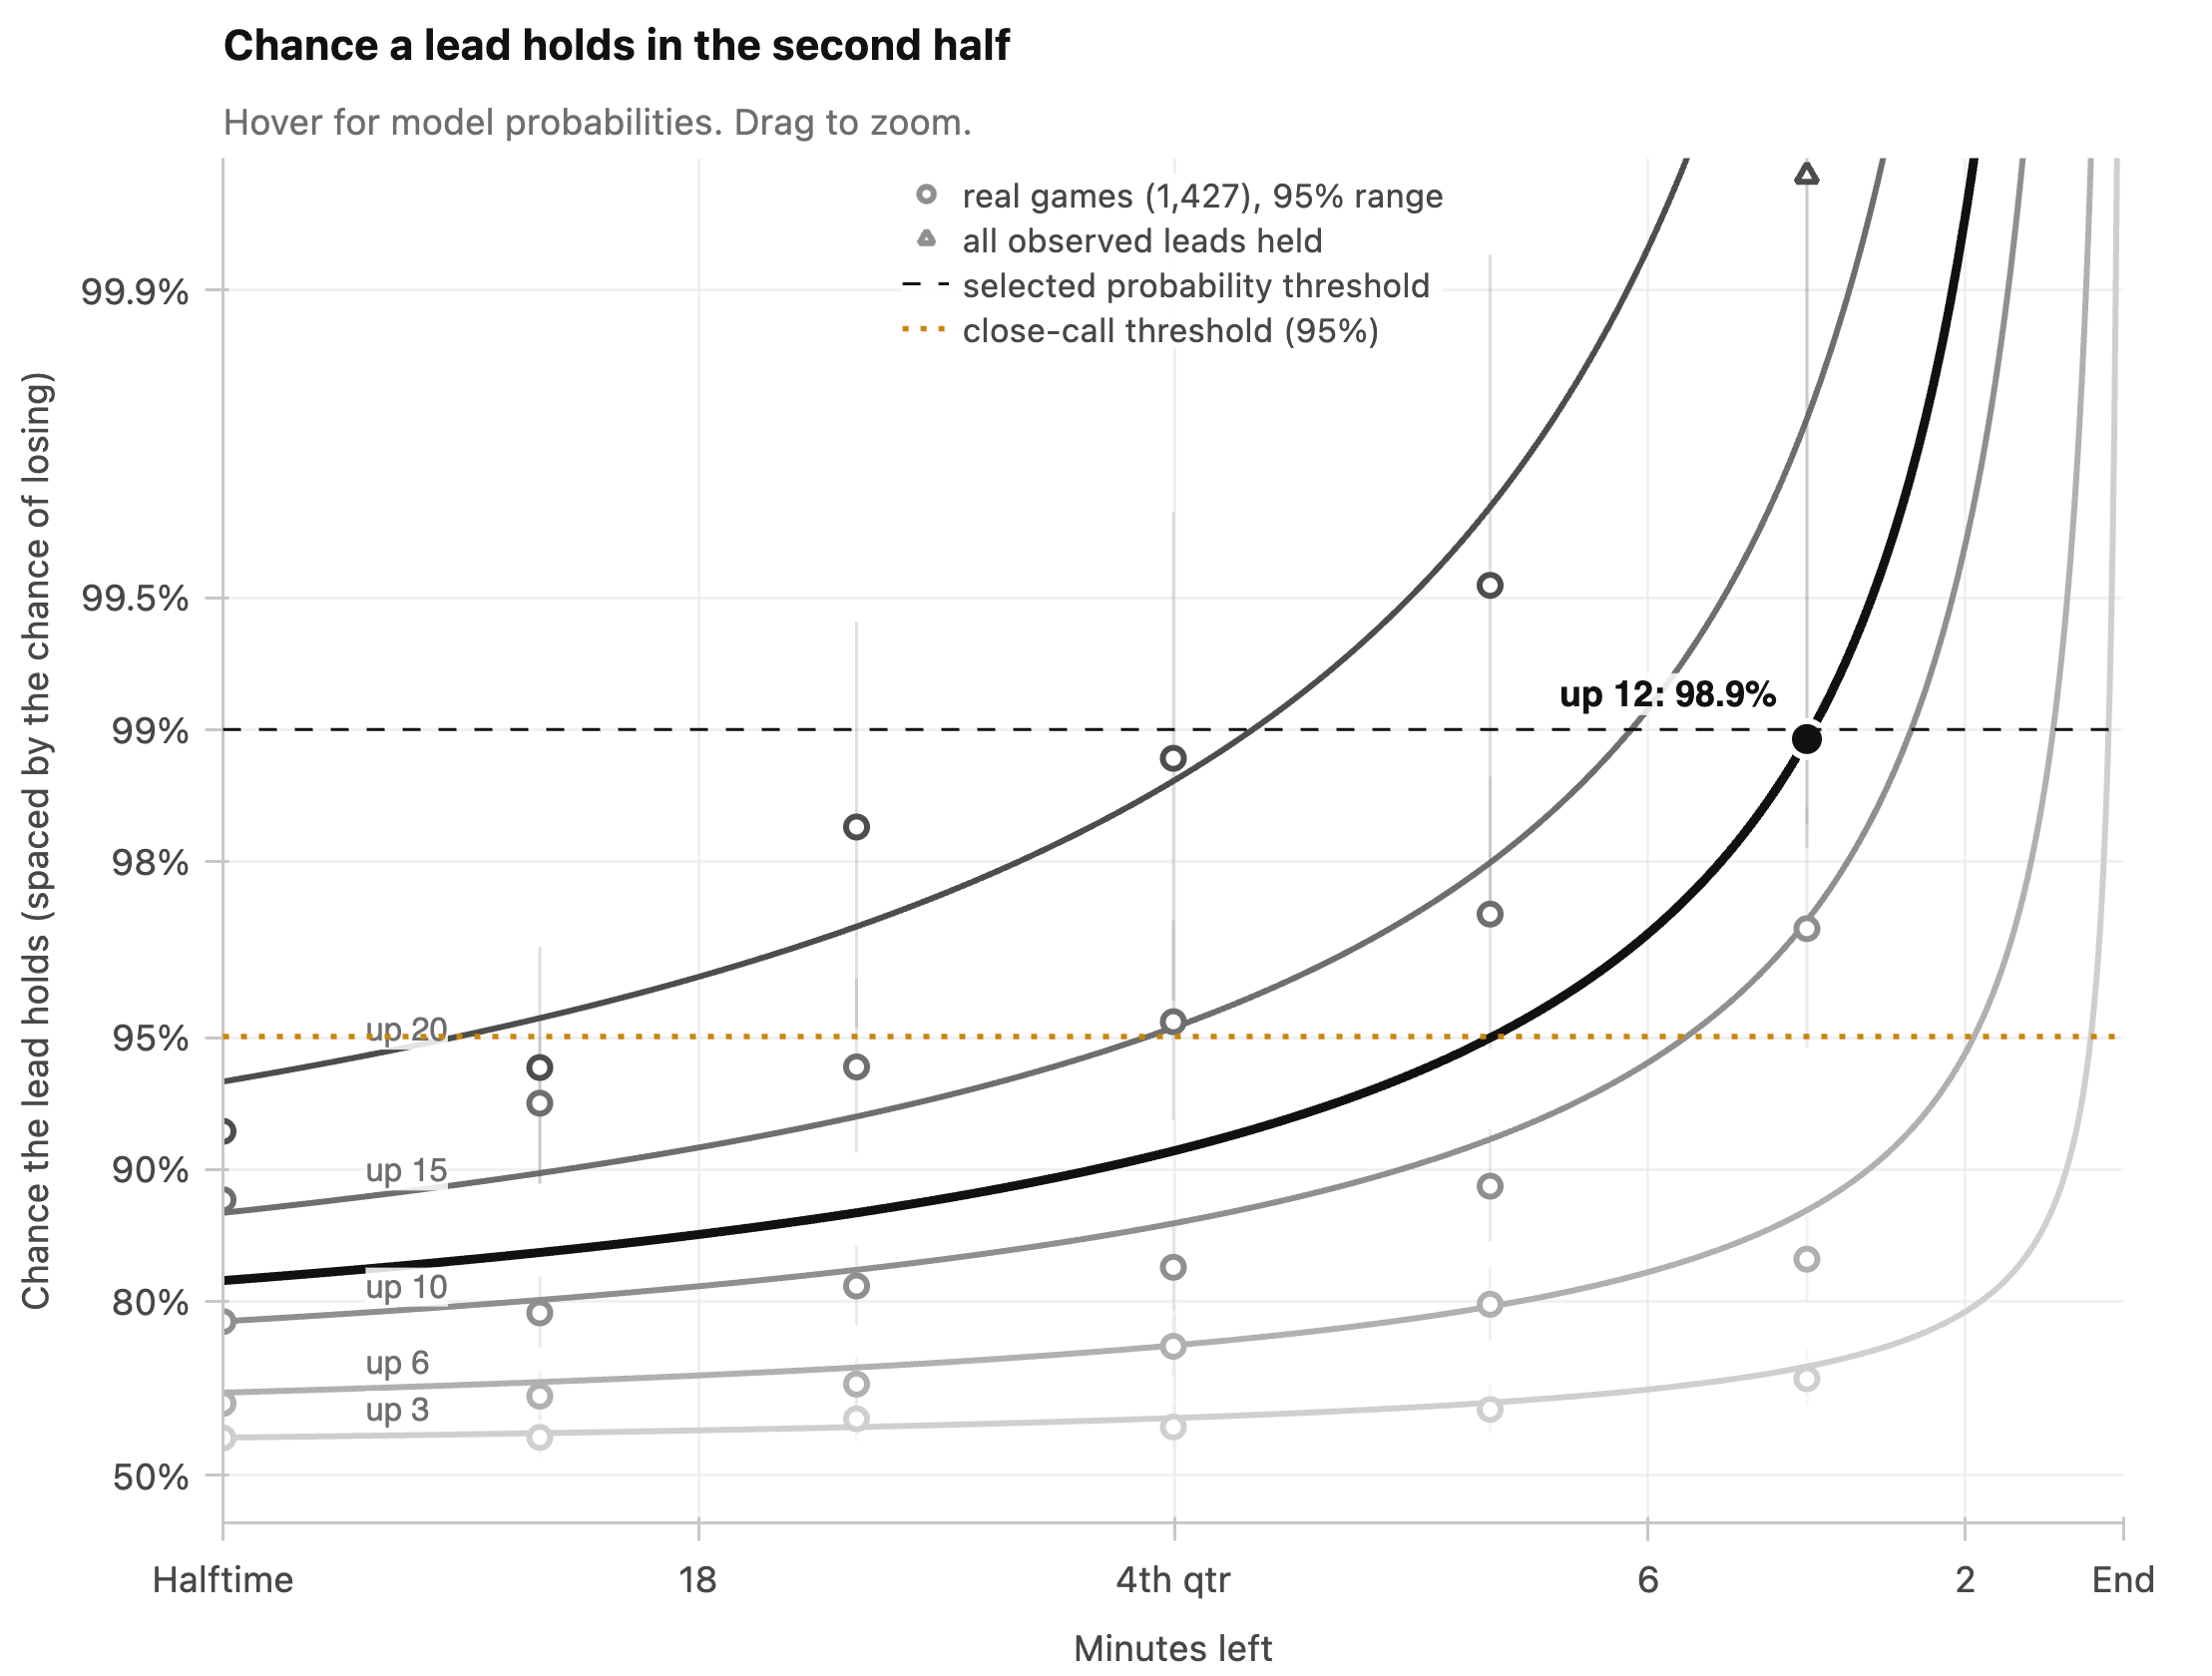 Chance a lead holds in the second half
Hover for model probabilities. Drag to zoom.
real games (1,427), 95% range
all observed leads held
selected probability threshold
close-call threshold (95%)
Chance the lead holds (spaced by the chance of losing)
99.9%
99.5%
99%
98%
95%
90%
80%
50%
up 12: 98.9%
up 20
up 15
up 10
up 6
up 3
Halftime
18
4th qtr
6
2
End
Minutes left